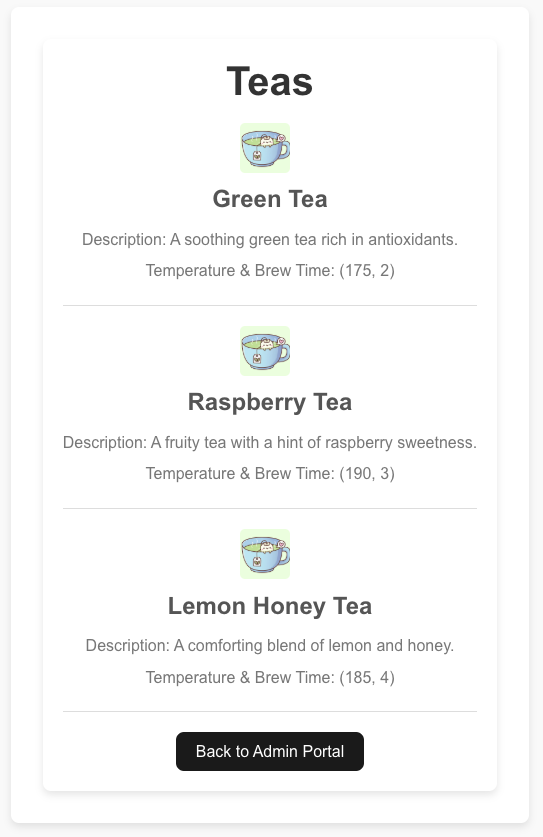 Teas
Green Tea
Description: A soothing green tea rich in antioxidants.
Temperature & Brew Time: (175, 2)
Raspberry Tea
Description: A fruity tea with a hint of raspberry sweetness.
Temperature & Brew Time: (190, 3)
Lemon Honey Tea
Description: A comforting blend of lemon and honey.
Temperature & Brew Time: (185, 4)
Back to Admin Portal